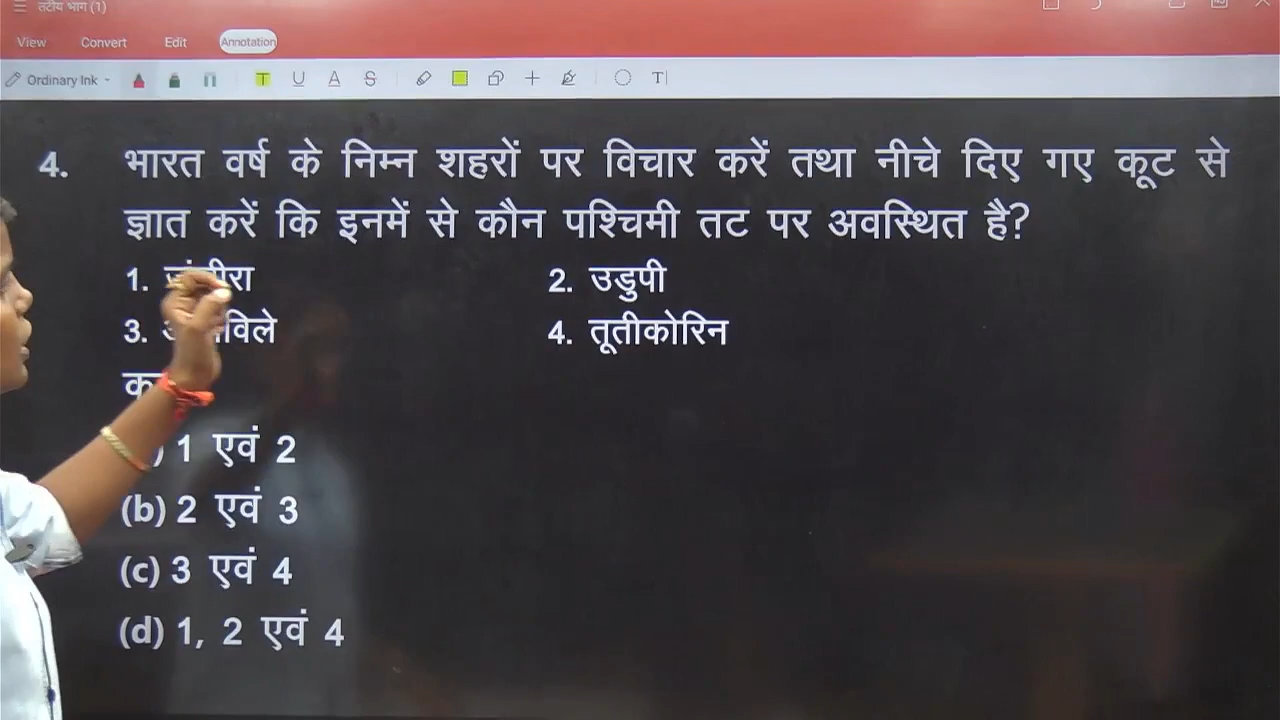 तटीय भाग (1)
View Convert Edit Annotation
Ordinary Ink
4. भारत वर्ष के निम्न शहरों पर विचार करें तथा नीचे दिए गए कूट से
ज्ञात करें कि इनमें से कौन पश्चिमी तट पर अवस्थित है?
1. 2. उडुपी
3. 4. तूतीकोरिन
1 एवं 2
(b) 2 एवं 3
(c) 3 एवं 4
(d) 1, 2 एवं 4